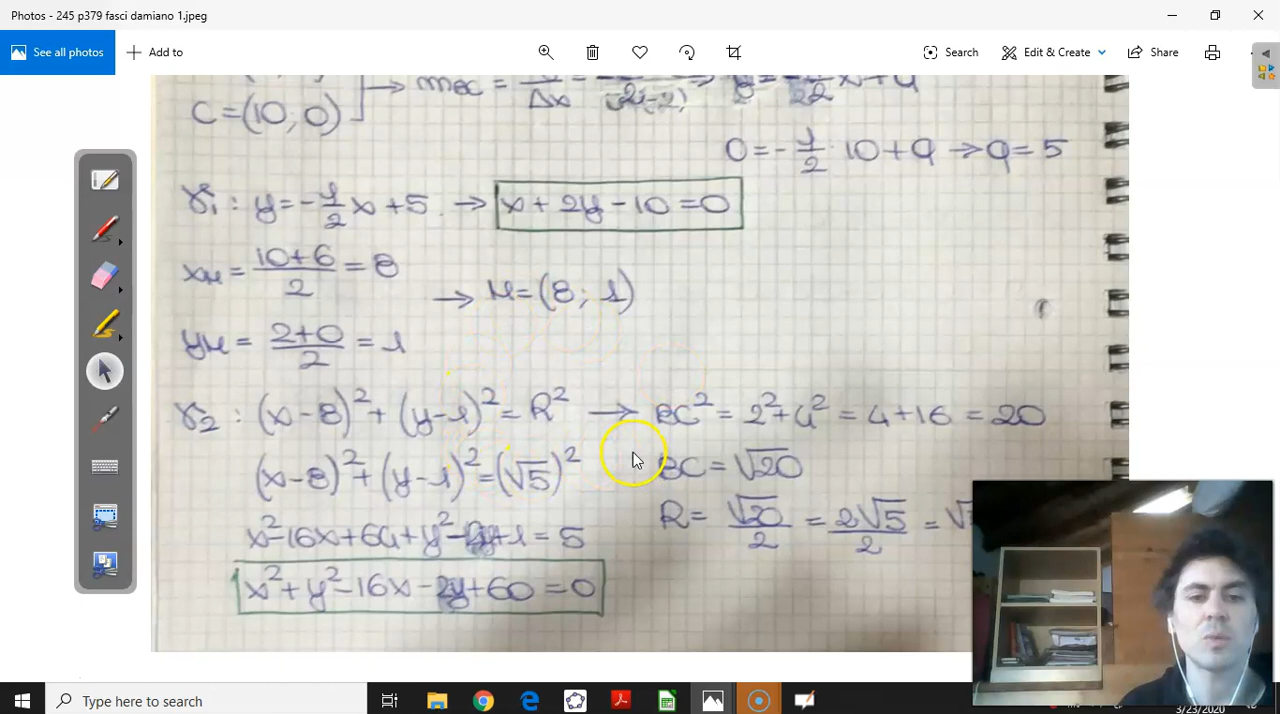 Photos - 245 p379 fasci damiano 1.jpeg
See all photos
Add to
Search
Edit & Create
Share
C=(10;0)
0=-1/2·10+q → q=5
γ1: y=-1/2x+5 → x+2y-10=0
xM = (10+6)/2 = 8
→ M=(8;1)
yM = (2+0)/2 = 1
γ2: (x-8)²+(y-1)²=R² → BC²=2²+4²=4+16=20
(x-8)²+(y-1)²=(√5)²
BC=√20
R= √20/2 = 2√5/2 =
x²-16x+64+y²-2y+1=5
x²+y²-16x-2y+60=0
Type here to search
3/23/2020